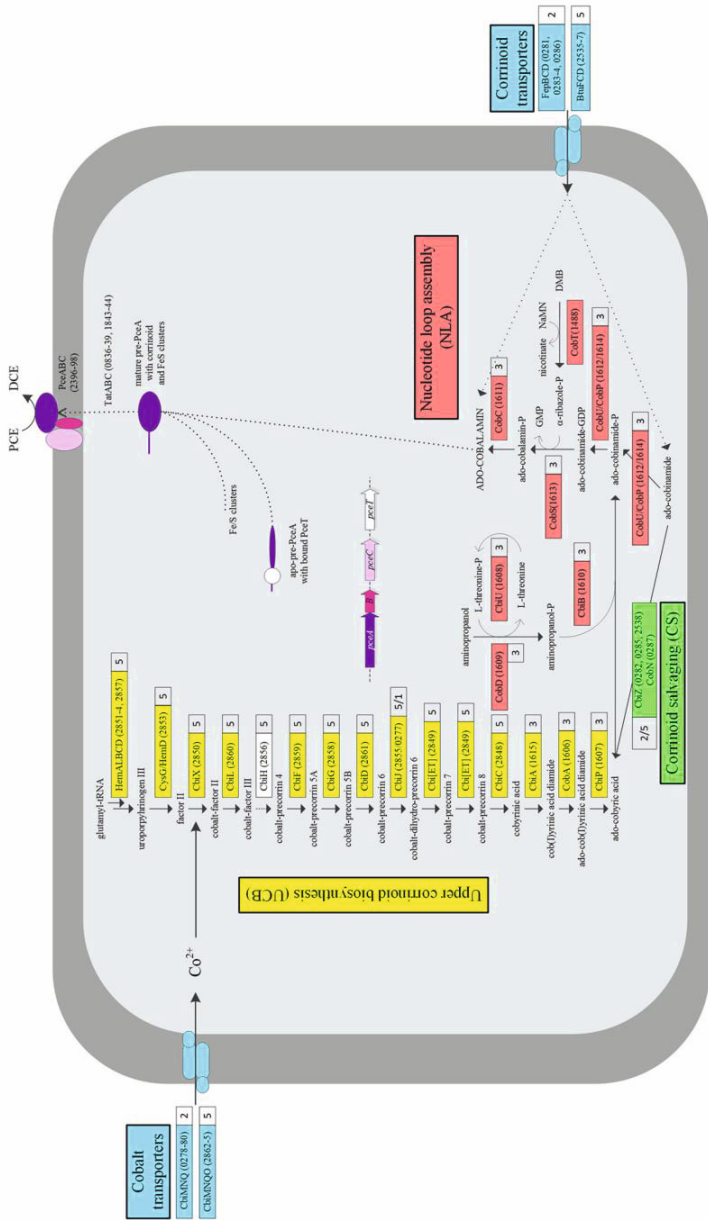 Cobalt
transporters
CbiMNQ (0278-80) 2
CbiMNQO (2862-5) 5
Co2+
Upper corrinoid biosynthesis (UCB)
glutamyl-tRNA
HemALBCD (2851-4, 2857) 5
uroporphyrinogen III
CysG/HemD (2853) 5
factor II
CbiX (2850) 5
cobalt-factor II
CbiL (2860) 5
cobalt-factor III
CbiH (2856) 5
cobalt-precorrin 4
CbiF (2859) 5
cobalt-precorrin 5A
CbiG (2858) 5
cobalt-precorrin 5B
CbiD (2861) 5
cobalt-precorrin 6
CbiJ (2855/0277) 5/1
cobalt-dihydro-precorrin 6
Cbi[ET] (2849) 5
cobalt-precorrin 7
Cbi[ET] (2849) 5
cobalt-precorrin 8
CbiC (2848) 5
cobyrinic acid
CbiA (1615) 3
cob(I)yrinic acid diamide
CobA (1606) 3
ado-cob(I)yrinic acid diamide
CbiP (1607) 3
ado-cobyric acid
PCE
DCE
PceABC
(2396-98)
TatABC (0836-39, 1843-44)
mature pre-PceA
with corrinoid
and FeS clusters
Fe/S clusters
apo-pre-PceA
with bound PceT
pceA
B
pceC
pceT
aminopropanol
CobD (1609)
3
L-threonine-P
CbiU (1608) 3
L-threonine
aminopropanol-P
CbiB (1610) 3
Nucleotide loop assembly
(NLA)
ADO-COBALAMIN
CobC (1611) 3
ado-cobalamin-P
CobS(1613) 3
GMP
α-ribazole-P
nicotinate
NaMN
CobT(1488)
DMB
ado-cobinamide-GDP
CobU/CobP (1612/1614) 3
ado-cobinamide-P
CobU/CobP (1612/1614) 3
ado-cobinamide
2/5
CbiZ (0282, 0285, 2538)
CobN (0287)
Corrinoid salvaging (CS)
Corrinoid
transporters
FepBCD (0281,
0283-4, 0286) 2
BtuFCD (2535-7) 5